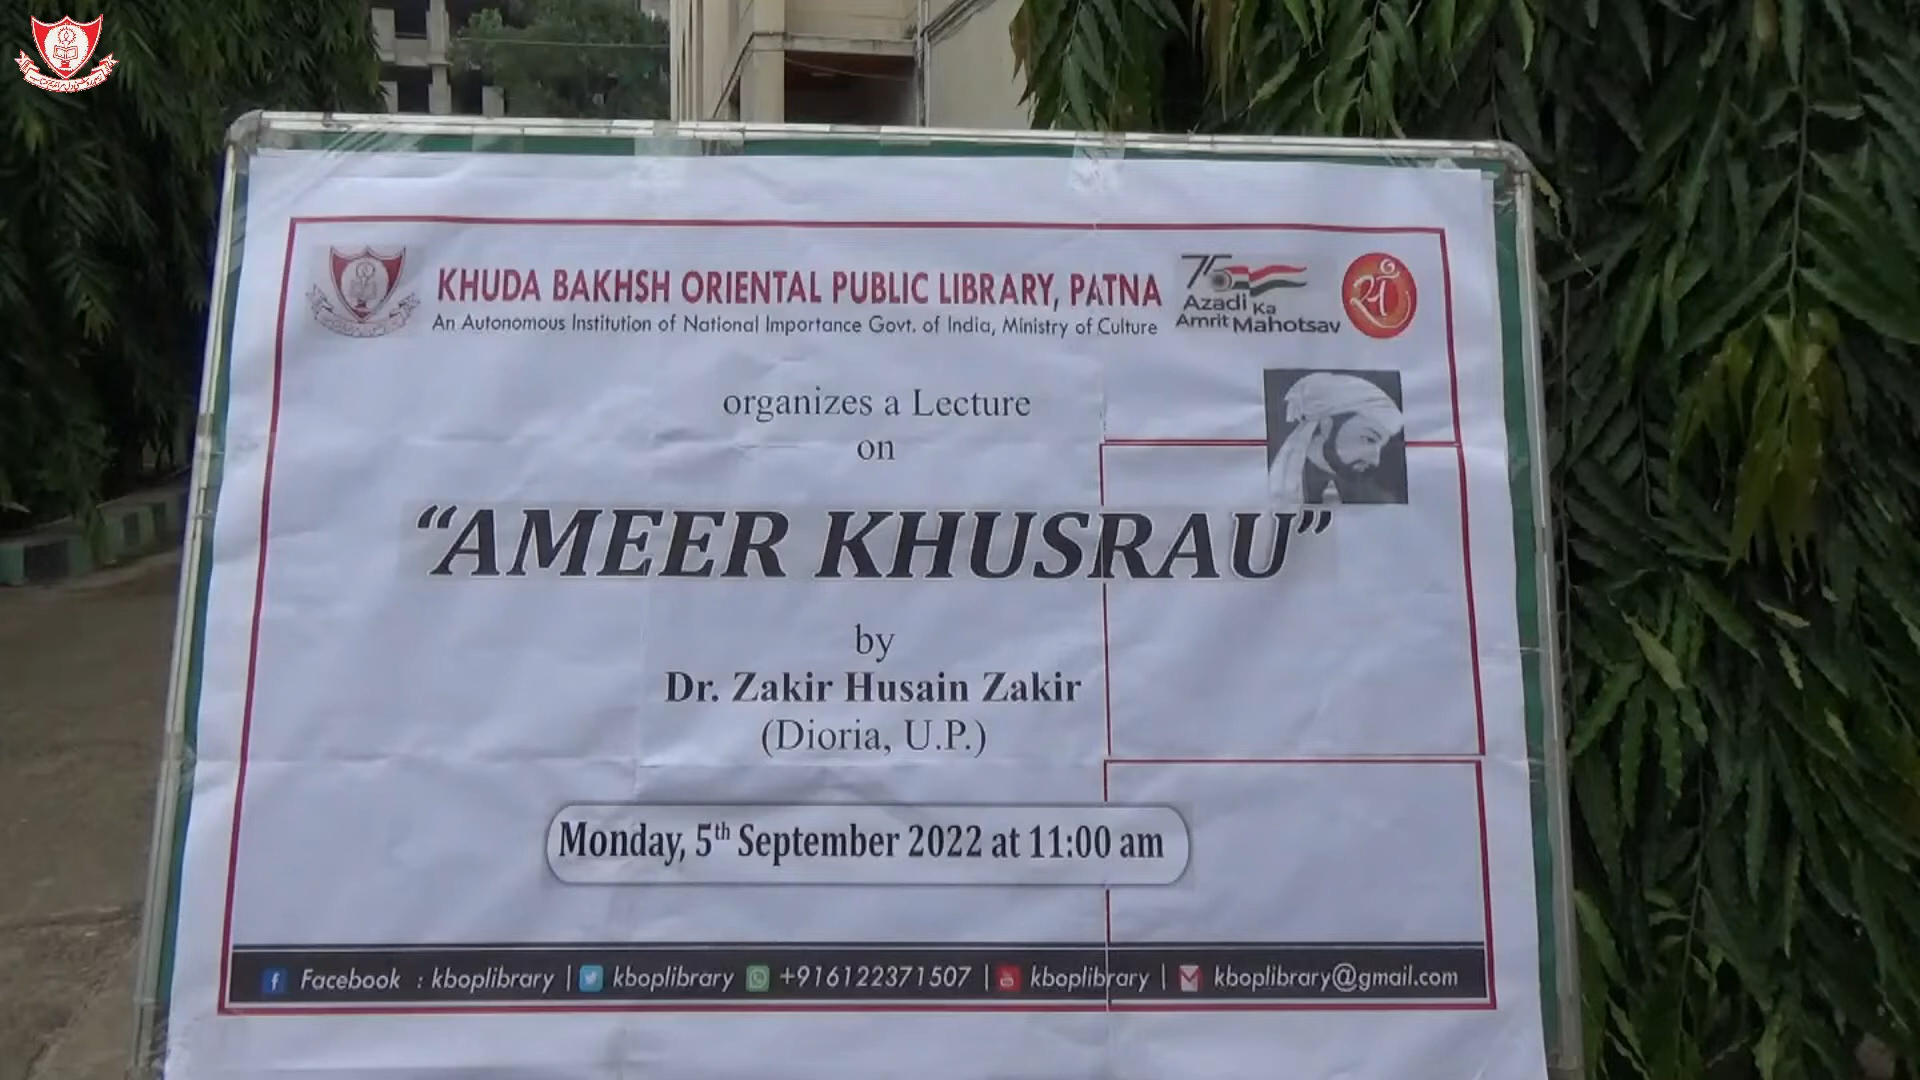 KHUDA BAKHSH ORIENTAL PUBLIC LIBRARY, PATNA
An Autonomous Institution of National Importance Govt. of India, Ministry of Culture
75
Azadi Ka
Amrit Mahotsav
organizes a Lecture
on
“AMEER KHUSRAU”
by
Dr. Zakir Husain Zakir
(Dioria, U.P.)
Monday, 5th September 2022 at 11:00 am
Facebook : kboplibrary | kboplibrary +916122371507 | kboplibrary | kboplibrary@gmail.com